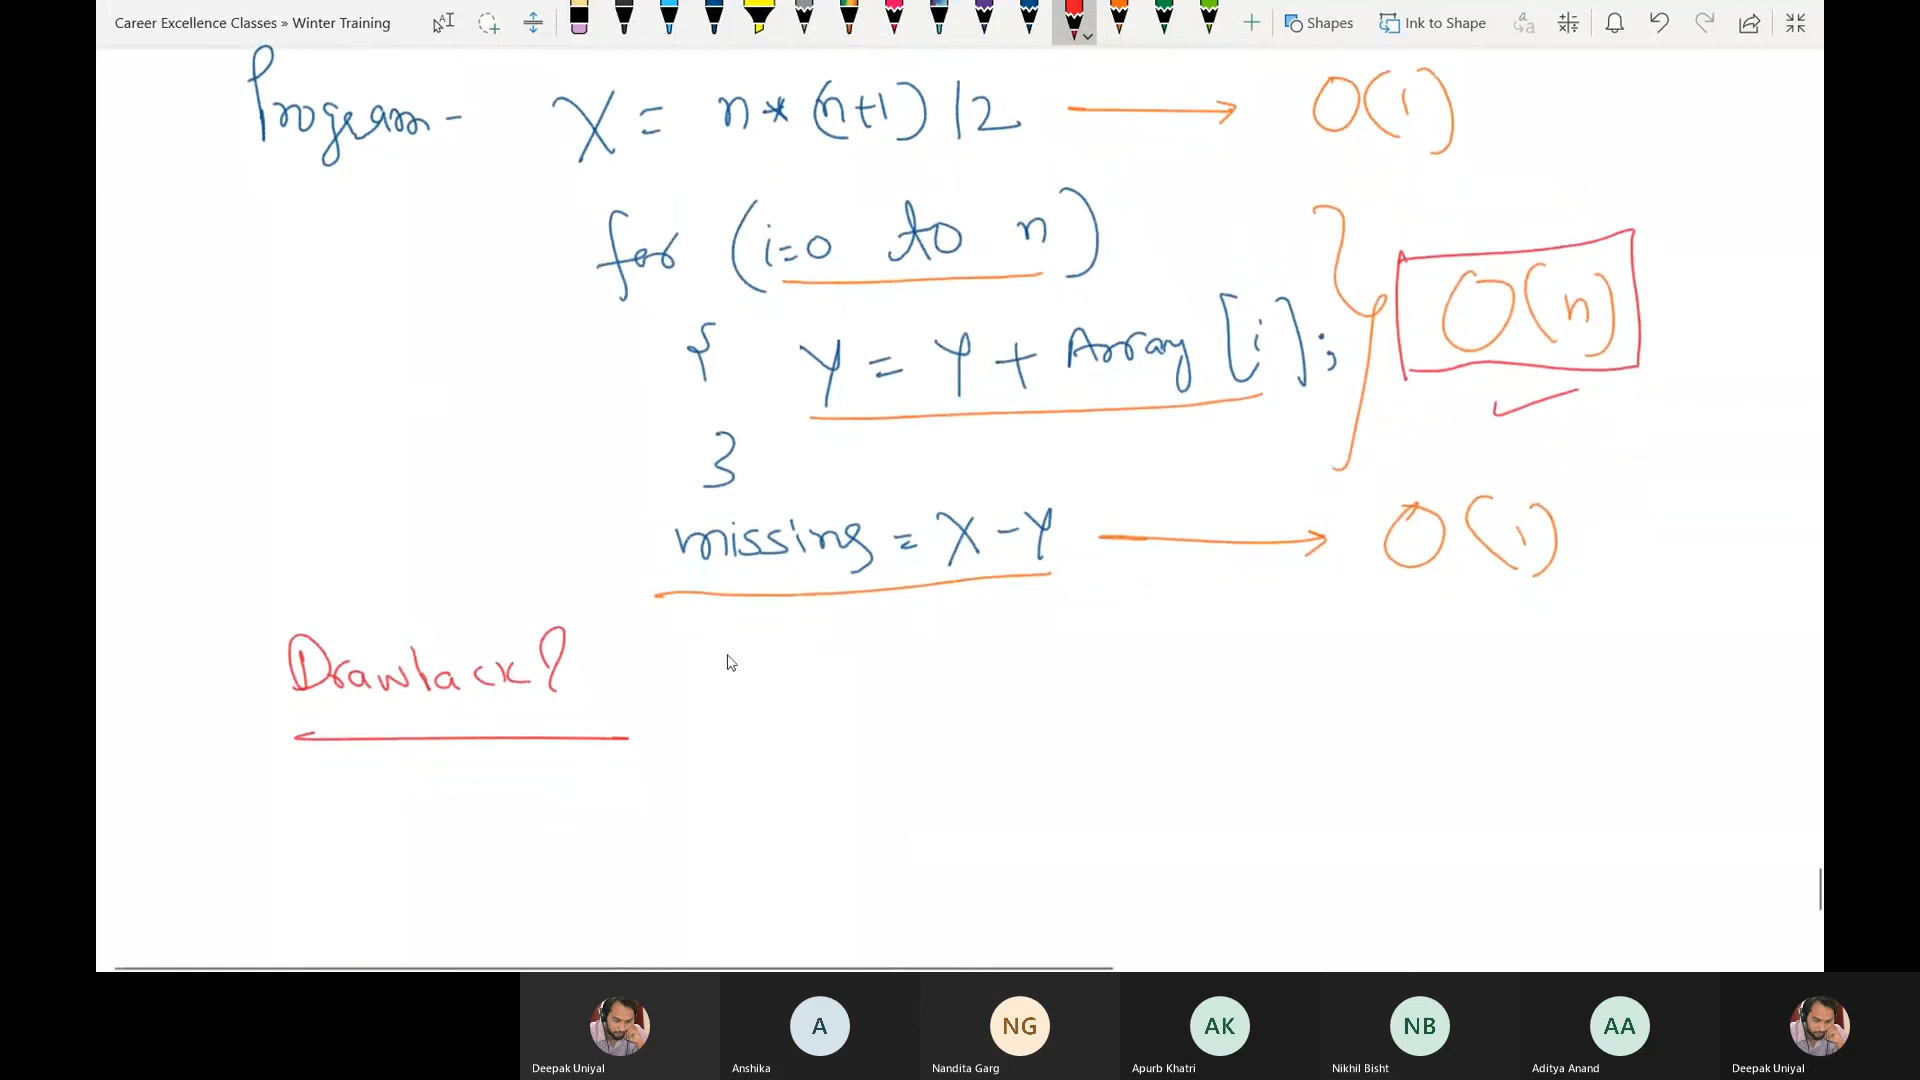 Career Excellence Classes » Winter Training
Shapes
Ink to Shape
Program - X = n * (n+1) / 2 → O(1)
for (i=0 to n)
{ Y = Y + Array [i]; O(n)
}
missing = X - Y → O(1)
Drawback?
A NG AK NB AA
Deepak Uniyal Anshika Nandita Garg Apurb Khatri Nikhil Bisht Aditya Anand Deepak Uniyal